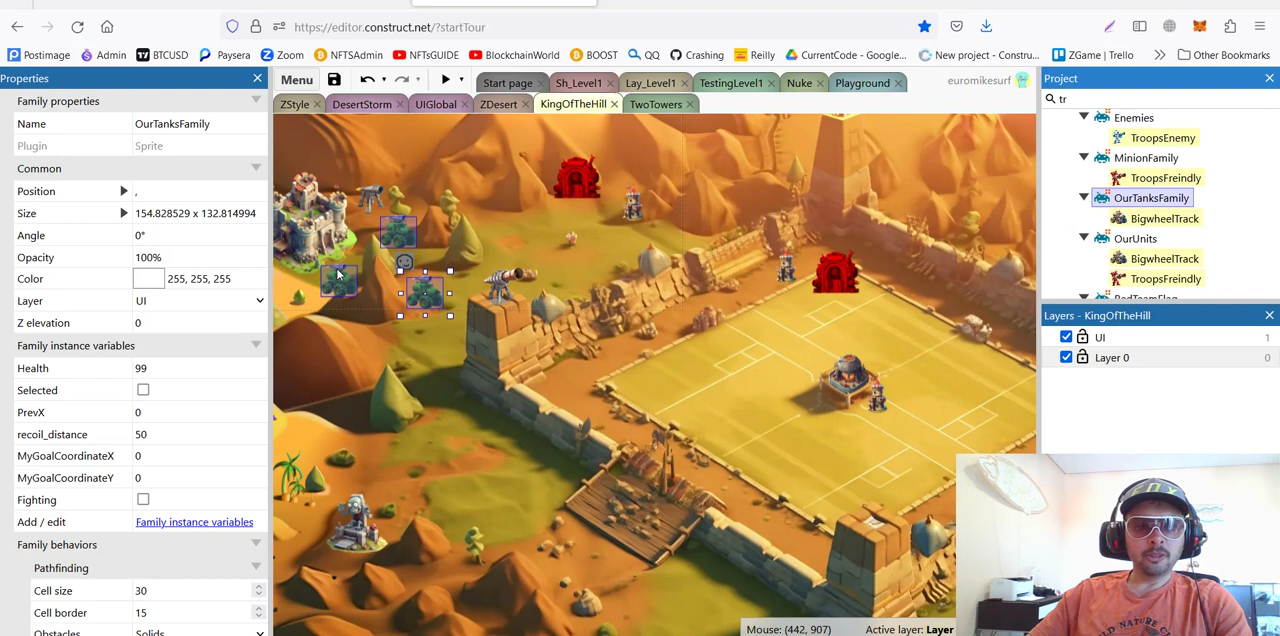 https://editor.construct.net/?startTour
Postimage Admin BTCUSD Paysera Zoom NFTSAdmin NFTsGUIDE BlockchainWorld BOOST QQ Crashing Reilly CurrentCode - Google... New project - Constru... ZGame | Trello Other Bookmarks
Properties
Family properties
Name OurTanksFamily
Plugin Sprite
Common
Position ,
Size 154.828529 x 132.814994
Angle 0°
Opacity 100%
Color 255, 255, 255
Layer UI
Z elevation 0
Family instance variables
Health 99
Selected
PrevX 0
recoil_distance 50
MyGoalCoordinateX 0
MyGoalCoordinateY 0
Fighting
Add / edit Family instance variables
Family behaviors
Pathfinding
Cell size 30
Cell border 15
Obstacles Solids
Menu
Start page Sh_Level1 Lay_Level1 TestingLevel1 Nuke Playground
euromikesurf
ZStyle DesertStorm UIGlobal ZDesert KingOfTheHill TwoTowers
Mouse: (442, 907) Active layer: Layer
Project
tr
Enemies
TroopsEnemy
MinionFamily
TroopsFreindly
OurTanksFamily
BigwheelTrack
OurUnits
BigwheelTrack
TroopsFreindly
RedTeamFlag
Layers - KingOfTheHill
UI 1
Layer 0 0